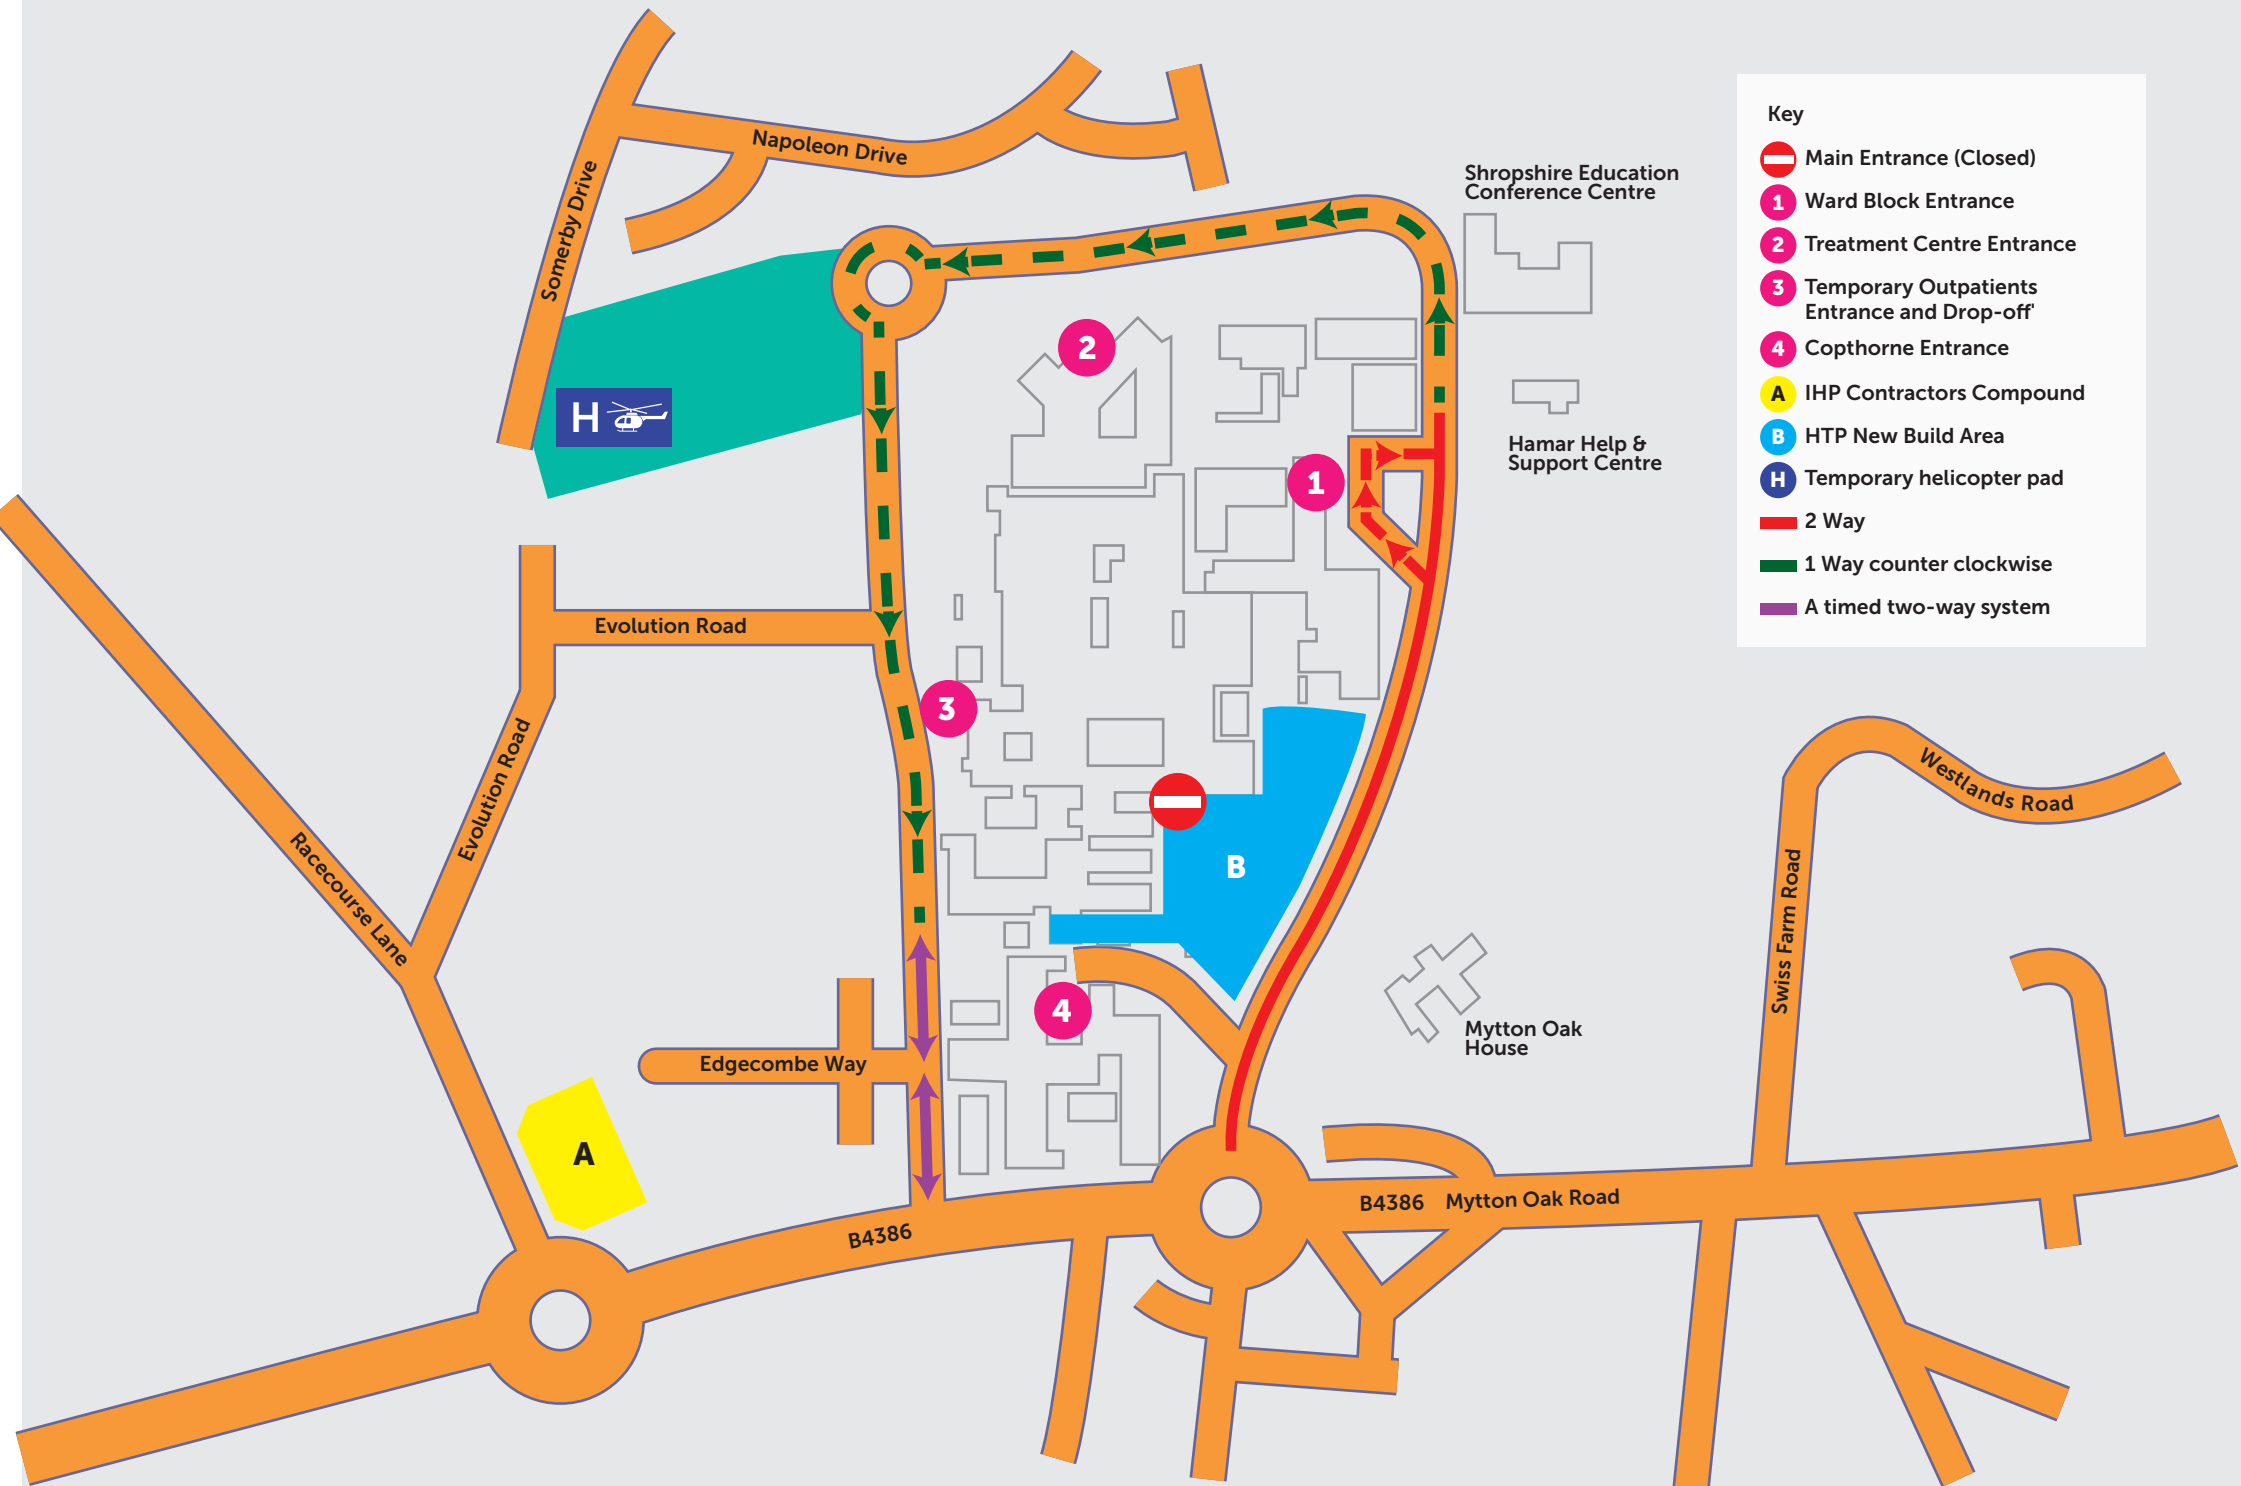 Napoleon Drive
Somerby Drive
Shropshire Education
Conference Centre
H
2
Hamar Help &
Support Centre
1
Evolution Road
3
Evolution Road
Racecourse Lane
B
4
Edgecombe Way
A
Mytton Oak
House
Westlands Road
Swiss Farm Road
B4386
B4386 Mytton Oak Road
Key
Main Entrance (Closed)
1 Ward Block Entrance
2 Treatment Centre Entrance
3 Temporary Outpatients
Entrance and Drop-off'
4 Copthorne Entrance
A IHP Contractors Compound
B HTP New Build Area
H Temporary helicopter pad
2 Way
1 Way counter clockwise
A timed two-way system